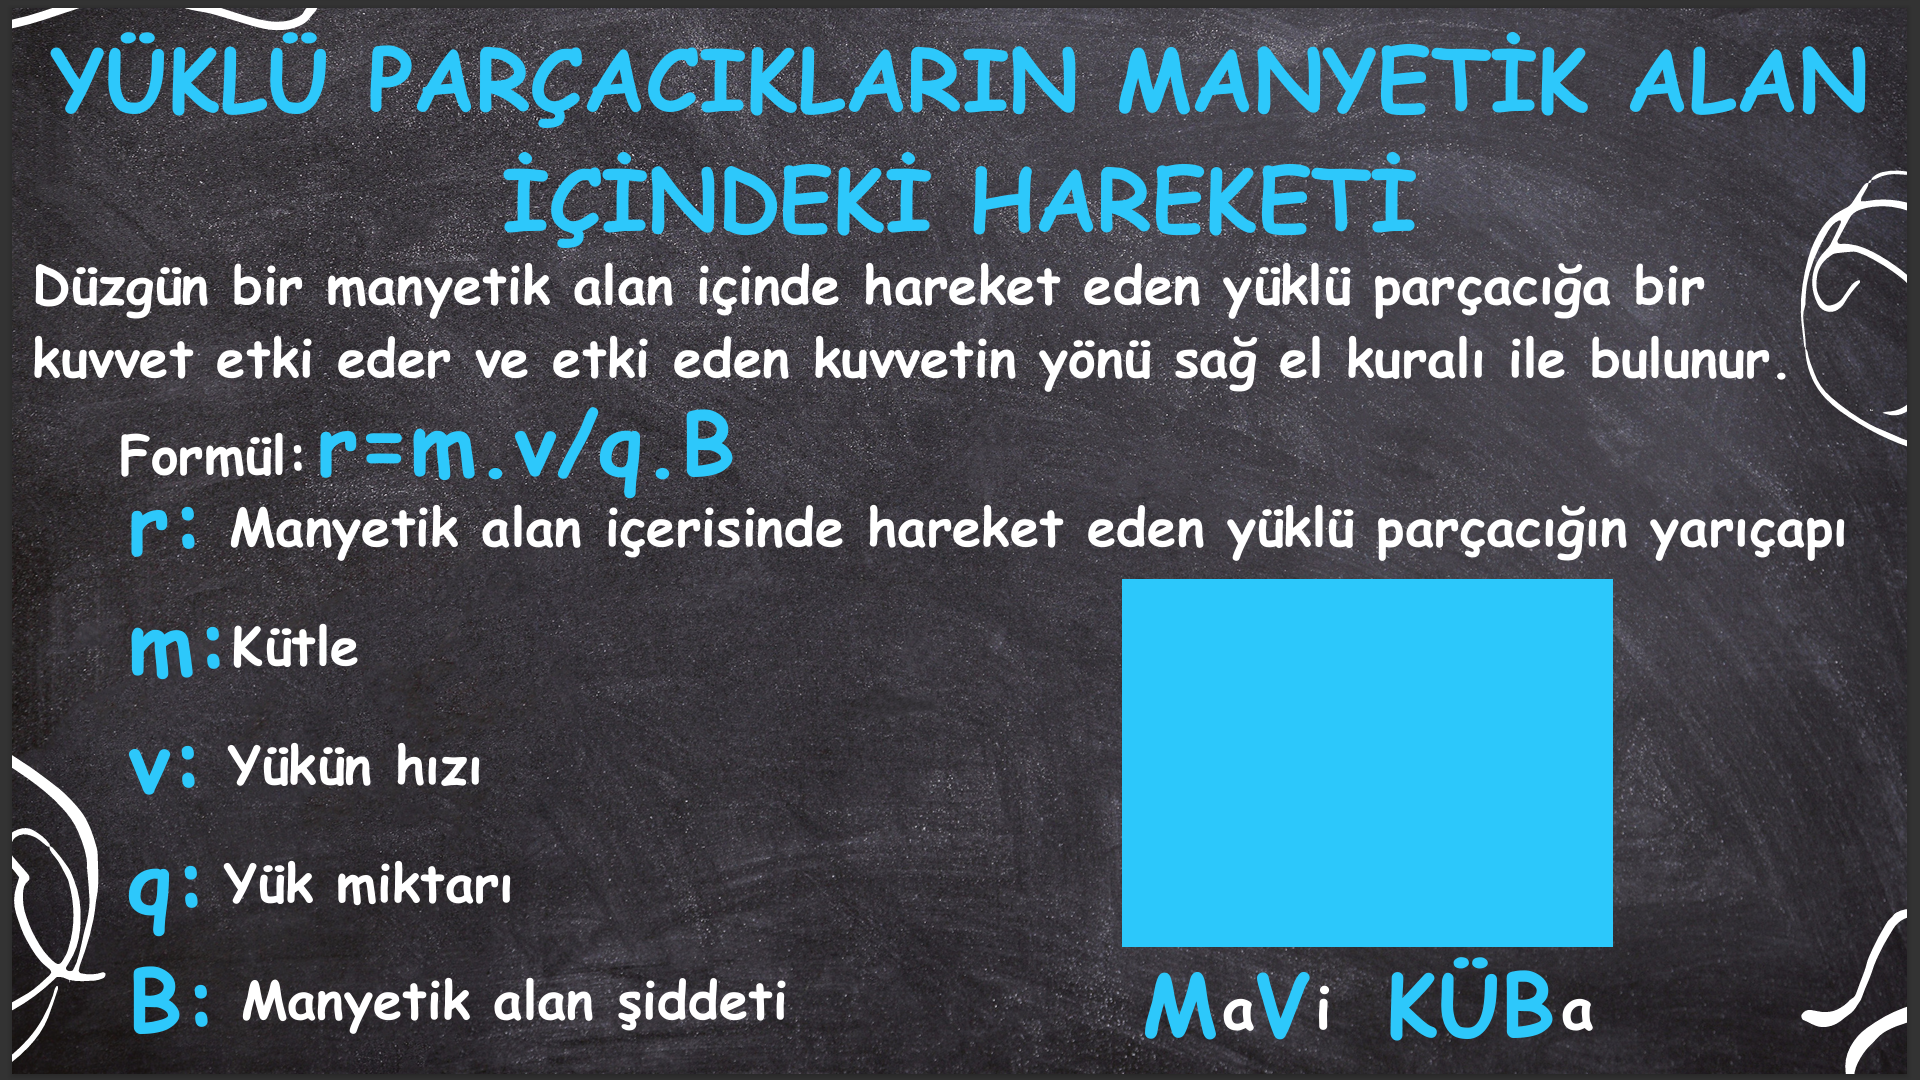 YÜKLÜ PARÇACIKLARIN MANYETİK ALAN
İÇİNDEKİ HAREKETİ
Düzgün bir manyetik alan içinde hareket eden yüklü parçacığa bir
kuvvet etki eder ve etki eden kuvvetin yönü sağ el kuralı ile bulunur.
Formül: r=m.v/q.B
r: Manyetik alan içerisinde hareket eden yüklü parçacığın yarıçapı
m: Kütle
v: Yükün hızı
q: Yük miktarı
B: Manyetik alan şiddeti
MaVi KÜBa